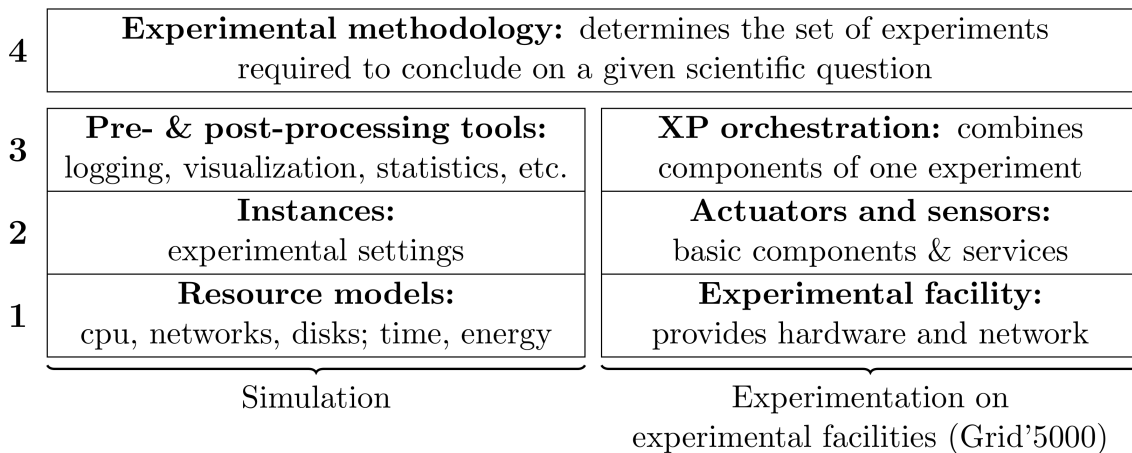 4
Experimental methodology: determines the set of experiments
required to conclude on a given scientific question
3
Pre- & post-processing tools:
logging, visualization, statistics, etc.
XP orchestration: combines
components of one experiment
2
Instances:
experimental settings
Actuators and sensors:
basic components & services
1
Resource models:
cpu, networks, disks; time, energy
Experimental facility:
provides hardware and network
Simulation
Experimentation on
experimental facilities (Grid'5000)